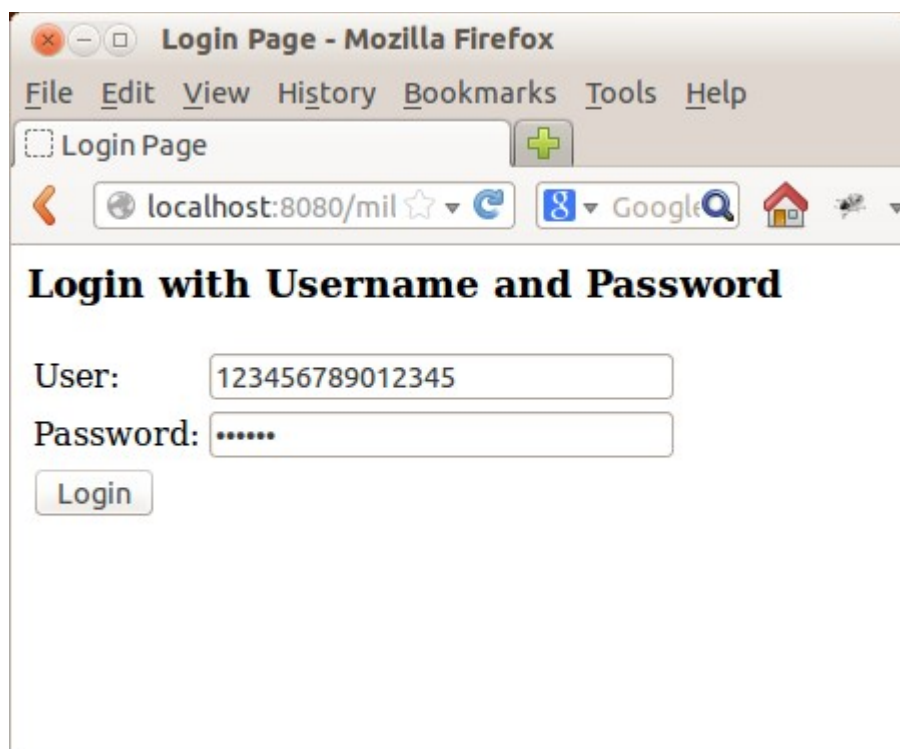 Login Page - Mozilla Firefox
File Edit View History Bookmarks Tools Help
Login Page
localhost:8080/mil 8 Google
Login with Username and Password
User: 123456789012345
Password: ••••••
Login